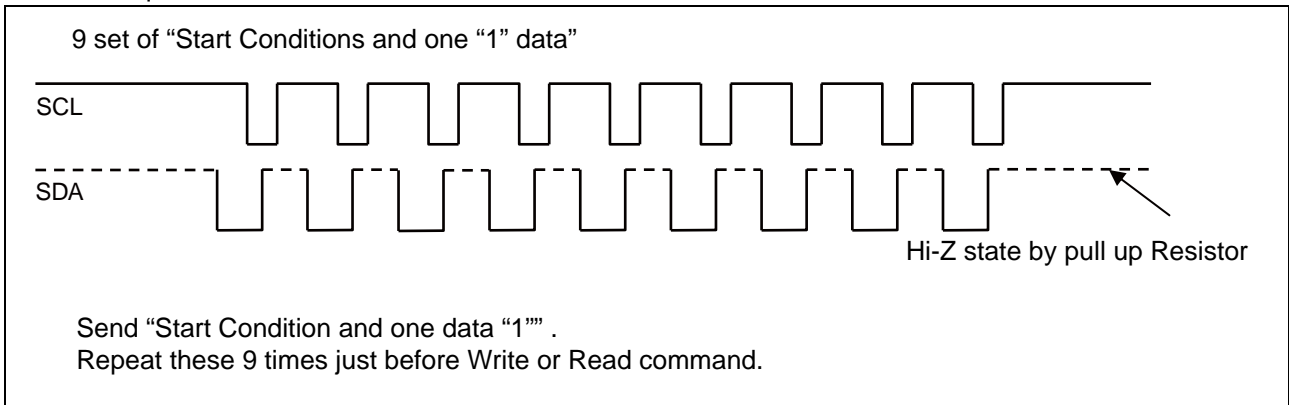 9 set of “Start Conditions and one “1” data”
SCL
SDA
Hi-Z state by pull up Resistor
Send “Start Condition and one data “1”” .
Repeat these 9 times just before Write or Read command.